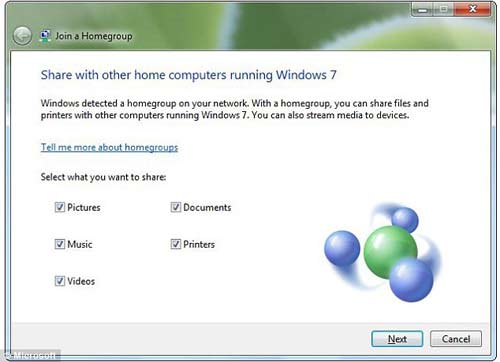 Join a Homegroup
Share with other home computers running Windows 7
Windows detected a homegroup on your network. With a homegroup, you can share files and
printers with other computers running Windows 7. You can also stream media to devices.
Tell me more about homegroups
Select what you want to share:
Pictures
Documents
Music
Printers
Videos
Next
Cancel
©Microsoft